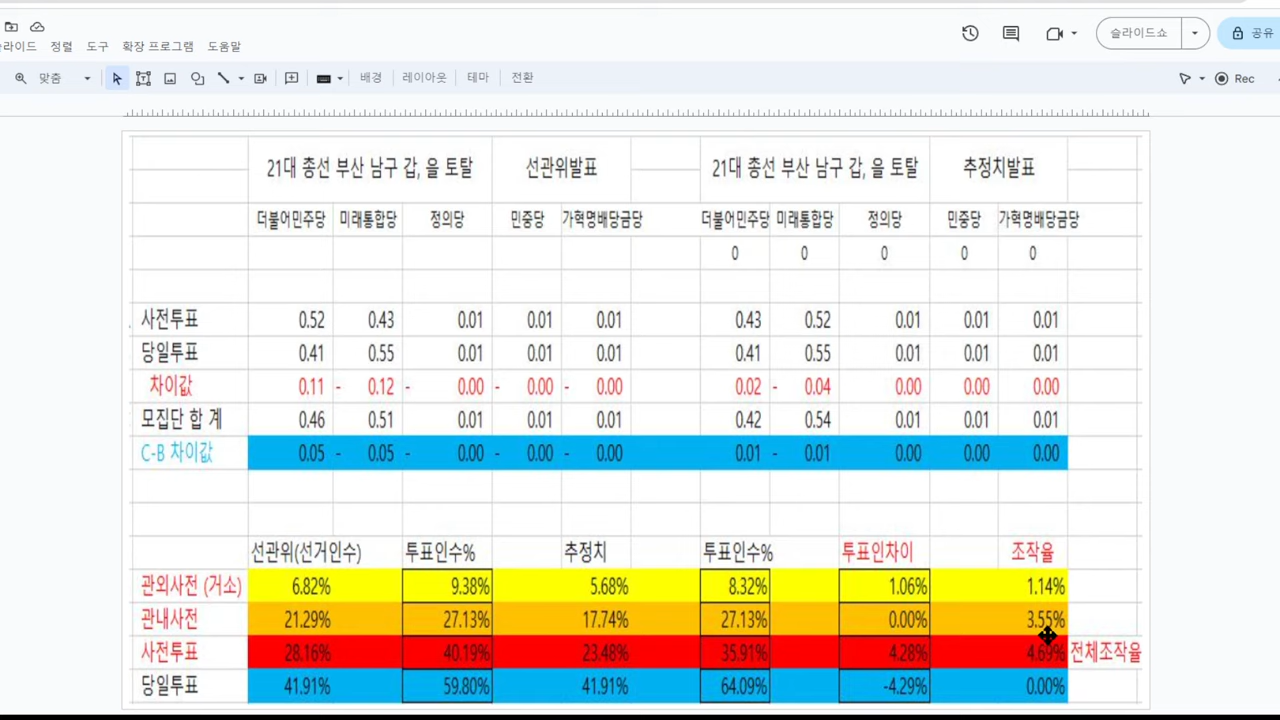 라이드 정렬 도구 확장 프로그램 도움말
슬라이드쇼 공유
맞춤 배경 레이아웃 테마 전환 Rec
21대 총선 부산 남구 갑, 을 토탈 선관위발표 21대 총선 부산 남구 갑, 을 토탈 추정치발표
더불어민주당 미래통합당 정의당 민중당 가혁명배당금당 더불어민주당 미래통합당 정의당 민중당 가혁명배당금당
0 0 0 0 0
사전투표 0.52 0.43 0.01 0.01 0.01 0.43 0.52 0.01 0.01 0.01
당일투표 0.41 0.55 0.01 0.01 0.01 0.41 0.55 0.01 0.01 0.01
차이값 0.11 - 0.12 - 0.00 - 0.00 - 0.00 0.02 - 0.04 0.00 0.00 0.00
모집단 합 계 0.46 0.51 0.01 0.01 0.01 0.42 0.54 0.01 0.01 0.01
C-B 차이값 0.05 - 0.05 - 0.00 - 0.00 - 0.00 0.01 - 0.01 0.00 0.00 0.00
선관위(선거인수) 투표인수% 추정치 투표인수% 투표인차이 조작율
관외사전 (거소) 6.82% 9.38% 5.68% 8.32% 1.06% 1.14%
관내사전 21.29% 27.13% 17.74% 27.13% 0.00% 3.55%
사전투표 28.16% 40.19% 23.48% 35.91% 4.28% 4.69% 전체조작율
당일투표 41.91% 59.80% 41.91% 64.09% -4.29% 0.00%